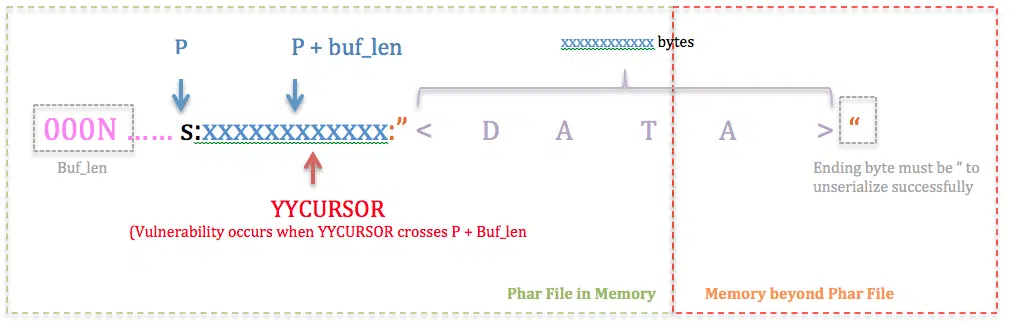 P
P + buf_len
xxxxxxxxxxxx bytes
000N ...... s:xxxxxxxxxxxxx:” < D A T A > “
Buf_len
Ending byte must be “ to
unserialize successfully
YYCURSOR
(Vulnerability occurs when YYCURSOR crosses P + Buf_len
Phar File in Memory
Memory beyond Phar File